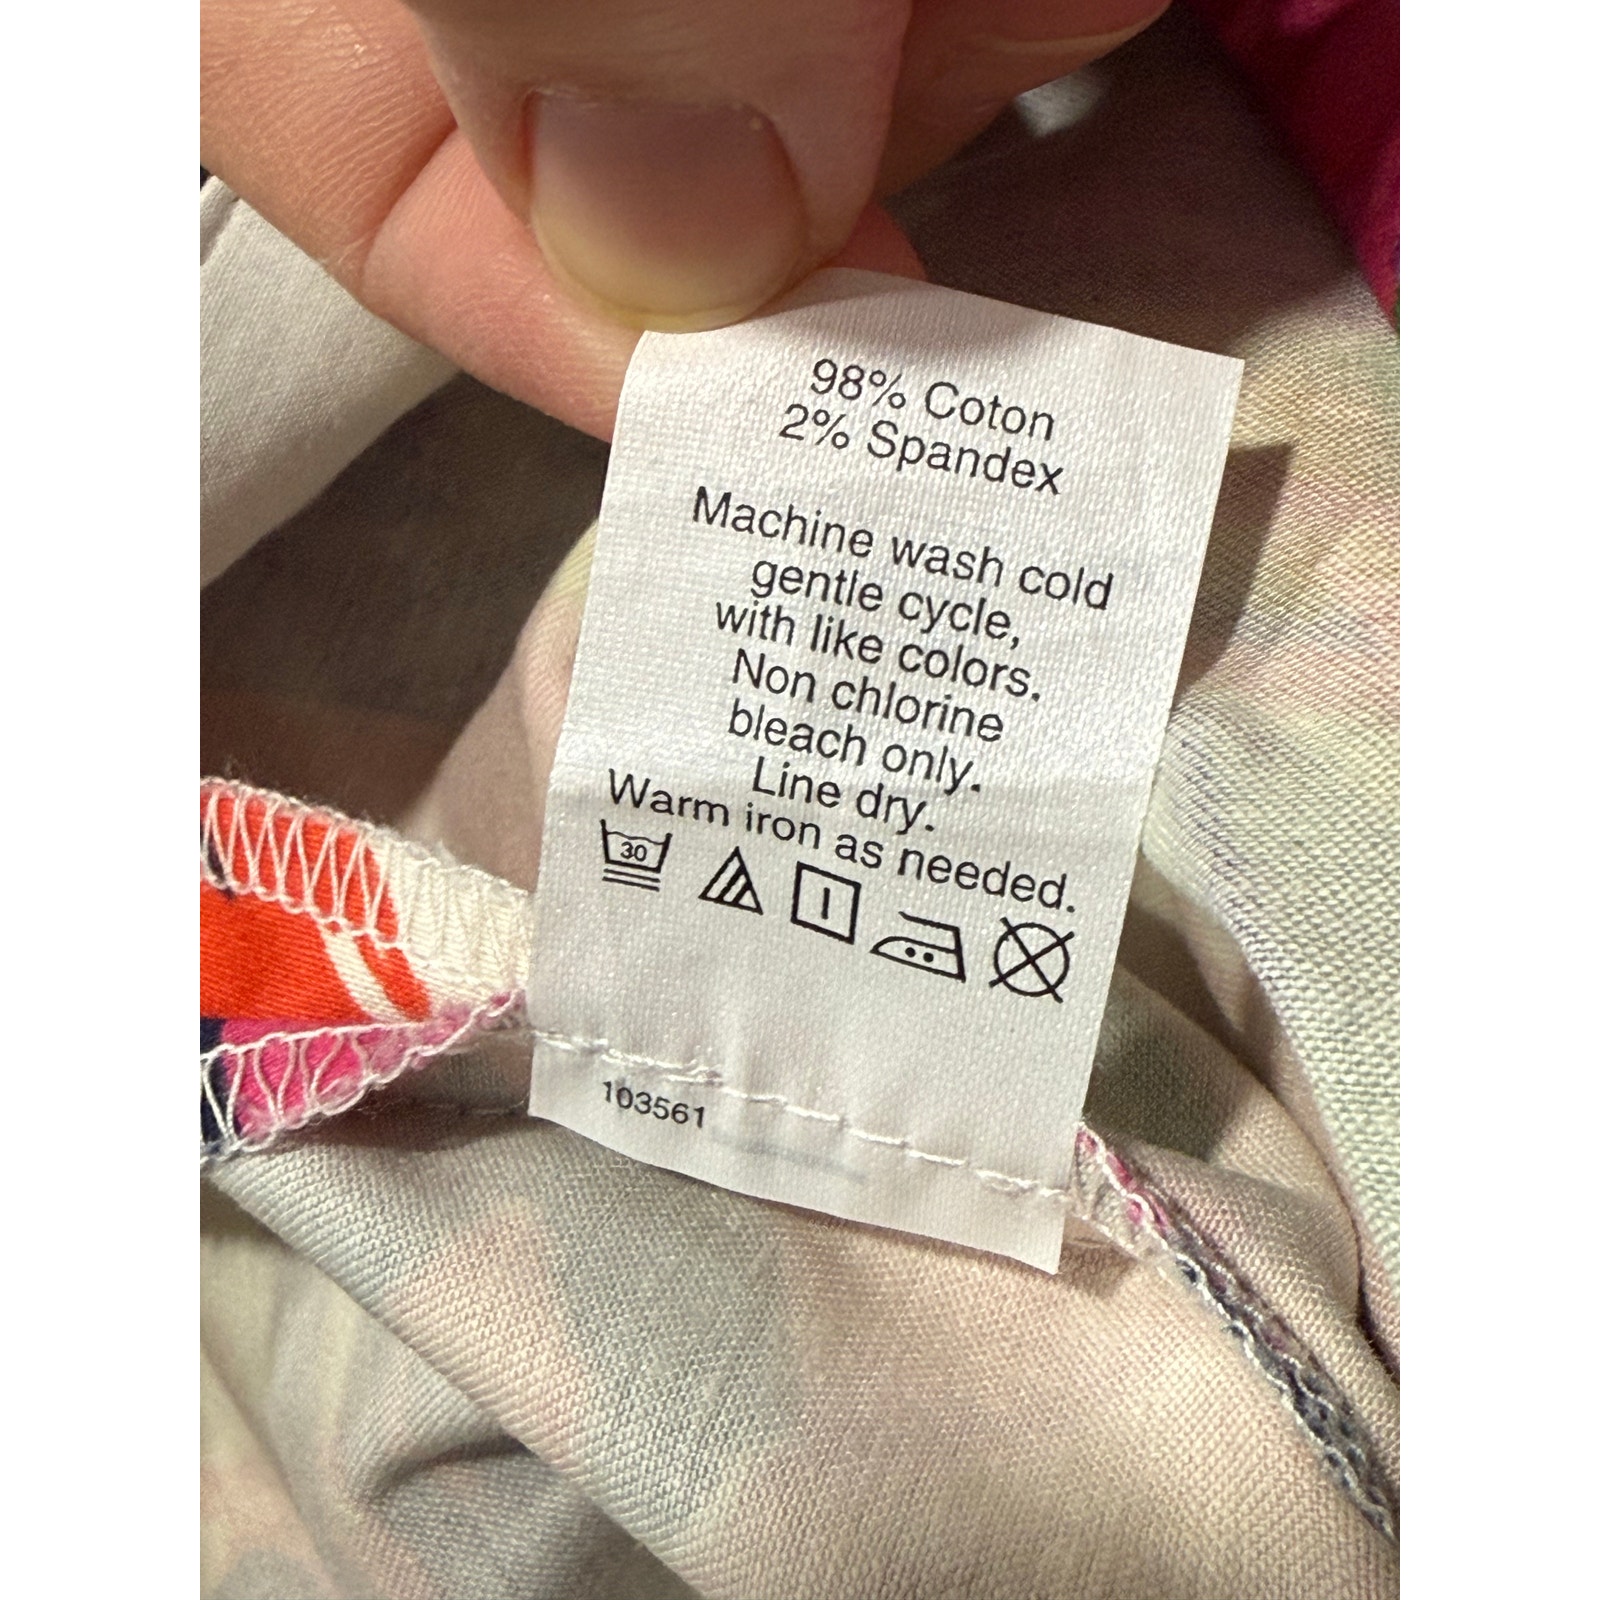 98% Coton
2% Spandex
Machine wash cold
gentle cycle,
with like colors.
Non chlorine
bleach only.
Line dry.
Warm iron as needed.
30
103561